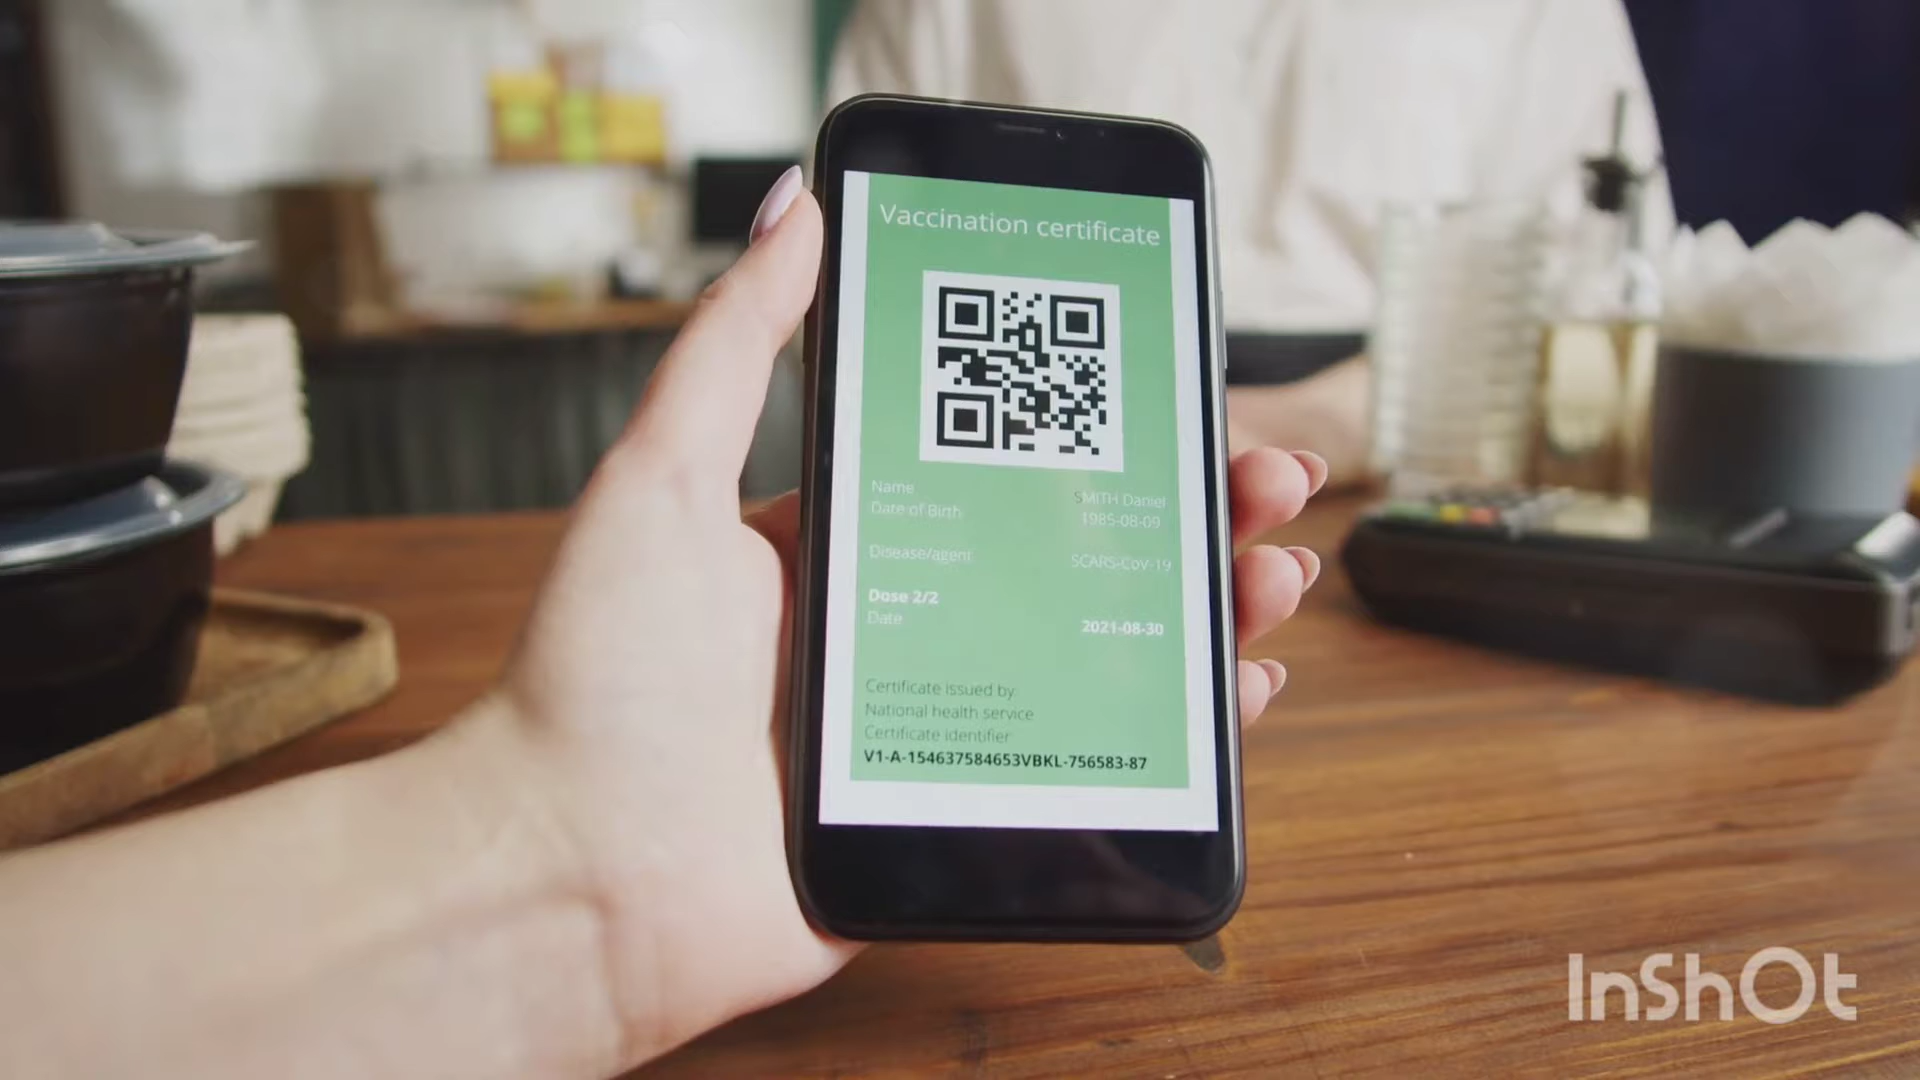 Vaccination certificate
Name SMITH Daniel
Date of Birth 1985-08-09
Disease/agent SCARS-CoV-19
Dose 2/2
Date 2021-08-30
Certificate issued by:
National health service
Certificate identifier
V1-A-154637584653VBKL-756583-87
InShOt